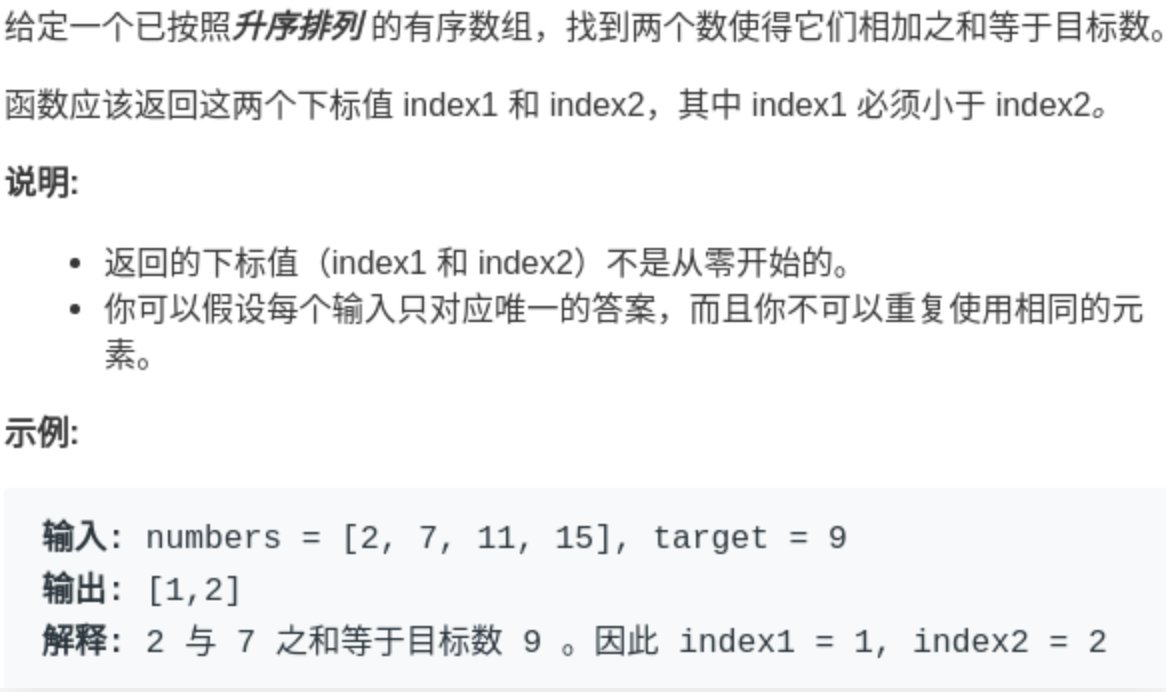 给定一个已按照升序排列 的有序数组，找到两个数使得它们相加之和等于目标数。
函数应该返回这两个下标值 index1 和 index2，其中 index1 必须小于 index2。
说明:
返回的下标值（index1 和 index2）不是从零开始的。
你可以假设每个输入只对应唯一的答案，而且你不可以重复使用相同的元
素。
示例:
输入: numbers = [2, 7, 11, 15], target = 9
输出: [1,2]
解释: 2 与 7 之和等于目标数 9 。因此 index1 = 1, index2 = 2